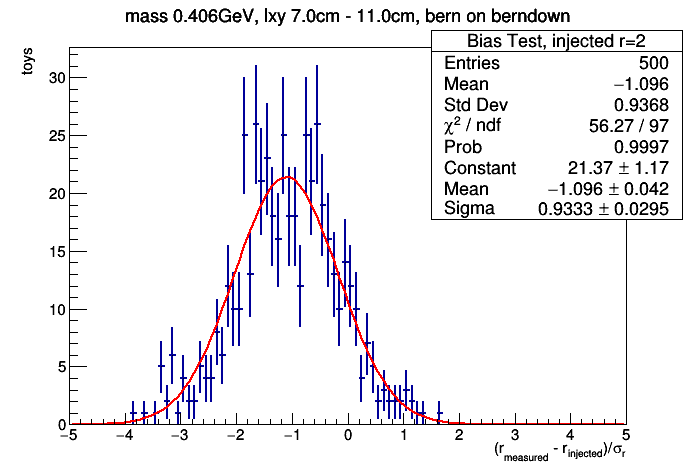 mass 0.406GeV, lxy 7.0cm - 11.0cm, bern on berndown
Bias Test, injected r=2
Entries 500
Mean −1.096
Std Dev 0.9368
χ² / ndf 56.27 / 97
Prob 0.9997
Constant 21.37 ± 1.17
Mean −1.096 ± 0.042
Sigma 0.9333 ± 0.0295
toys
30
25
20
15
10
5
0
−5 −4 −3 −2 −1 0 1 2 3 4 5
(r_measured - r_injected)/σ_r